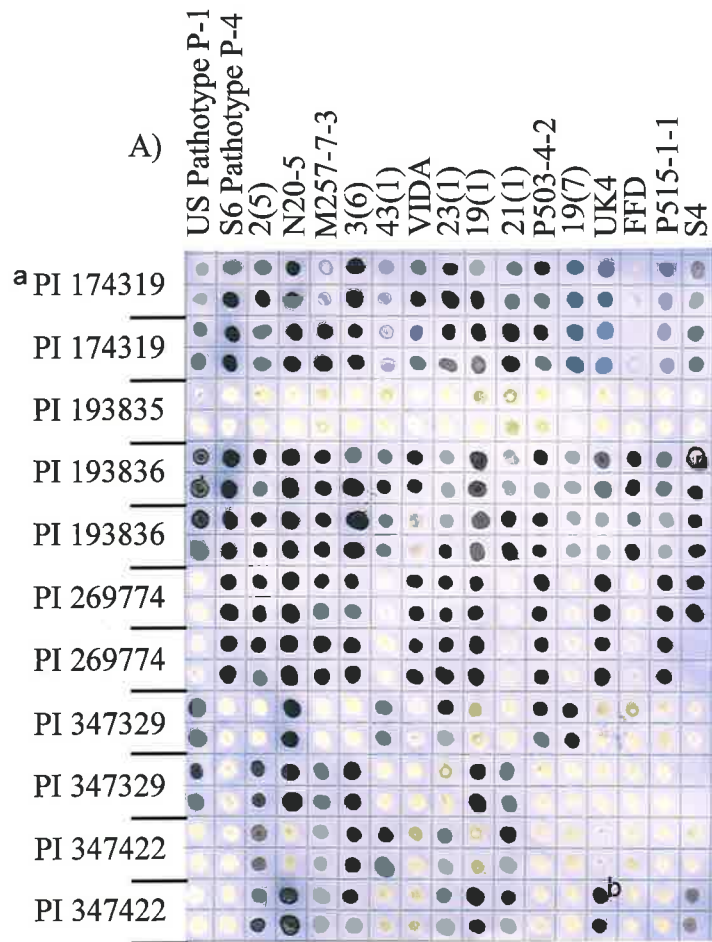 A)
US Pathotype P-1
S6 Pathotype P-4
2(5)
N20-5
M257-7-3
3(6)
43(1)
VIDA
23(1)
19(1)
21(1)
P503-4-2
19(7)
UK4
FFD
P515-1-1
S4
a
PI 174319
PI 174319
PI 193835
PI 193836
PI 193836
PI 269774
PI 269774
PI 347329
PI 347329
PI 347422
b
PI 347422